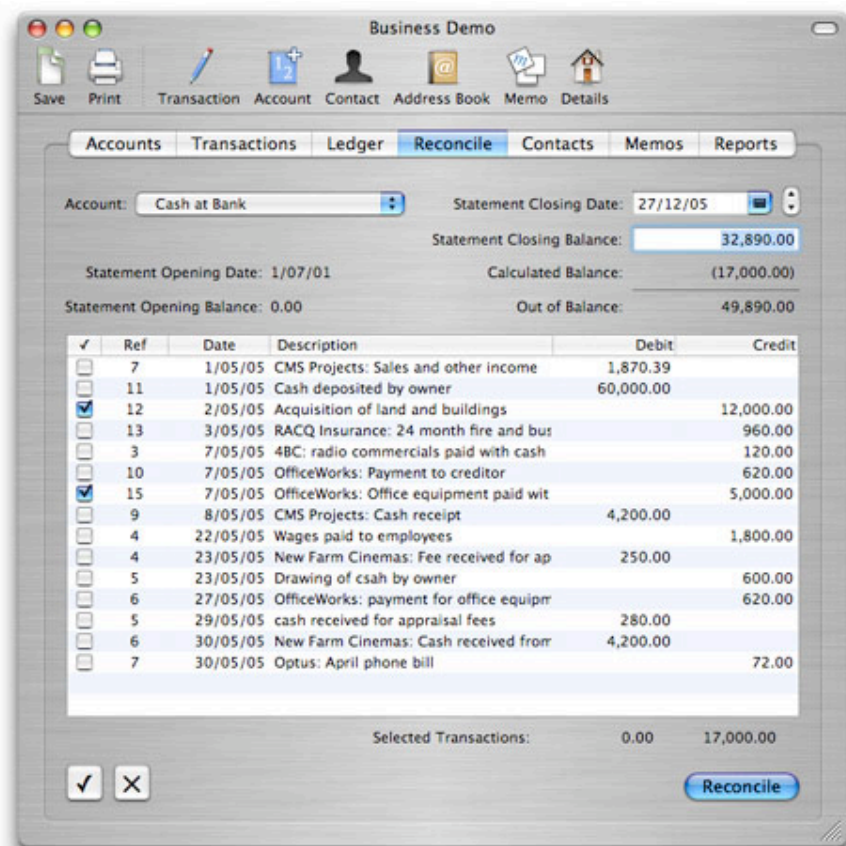 Business Demo
Save Print Transaction Account Contact Address Book Memo Details
Accounts Transactions Ledger Reconcile Contacts Memos Reports
Account: Cash at Bank Statement Closing Date: 27/12/05
Statement Closing Balance: 32,890.00
Statement Opening Date: 1/07/01 Calculated Balance: (17,000.00)
Statement Opening Balance: 0.00 Out of Balance: 49,890.00
✓ Ref Date Description Debit Credit
7 1/05/05 CMS Projects: Sales and other income 1,870.39
11 1/05/05 Cash deposited by owner 60,000.00
12 2/05/05 Acquisition of land and buildings 12,000.00
13 3/05/05 RACQ Insurance: 24 month fire and bus 960.00
3 7/05/05 4BC: radio commercials paid with cash 120.00
10 7/05/05 OfficeWorks: Payment to creditor 620.00
15 7/05/05 OfficeWorks: Office equipment paid wit 5,000.00
9 8/05/05 CMS Projects: Cash receipt 4,200.00
4 22/05/05 Wages paid to employees 1,800.00
4 23/05/05 New Farm Cinemas: Fee received for ap 250.00
5 23/05/05 Drawing of csah by owner 600.00
6 27/05/05 OfficeWorks: payment for office equipm 620.00
5 29/05/05 cash received for appraisal fees 280.00
6 30/05/05 New Farm Cinemas: Cash received from 4,200.00
7 30/05/05 Optus: April phone bill 72.00
Selected Transactions: 0.00 17,000.00
Reconcile